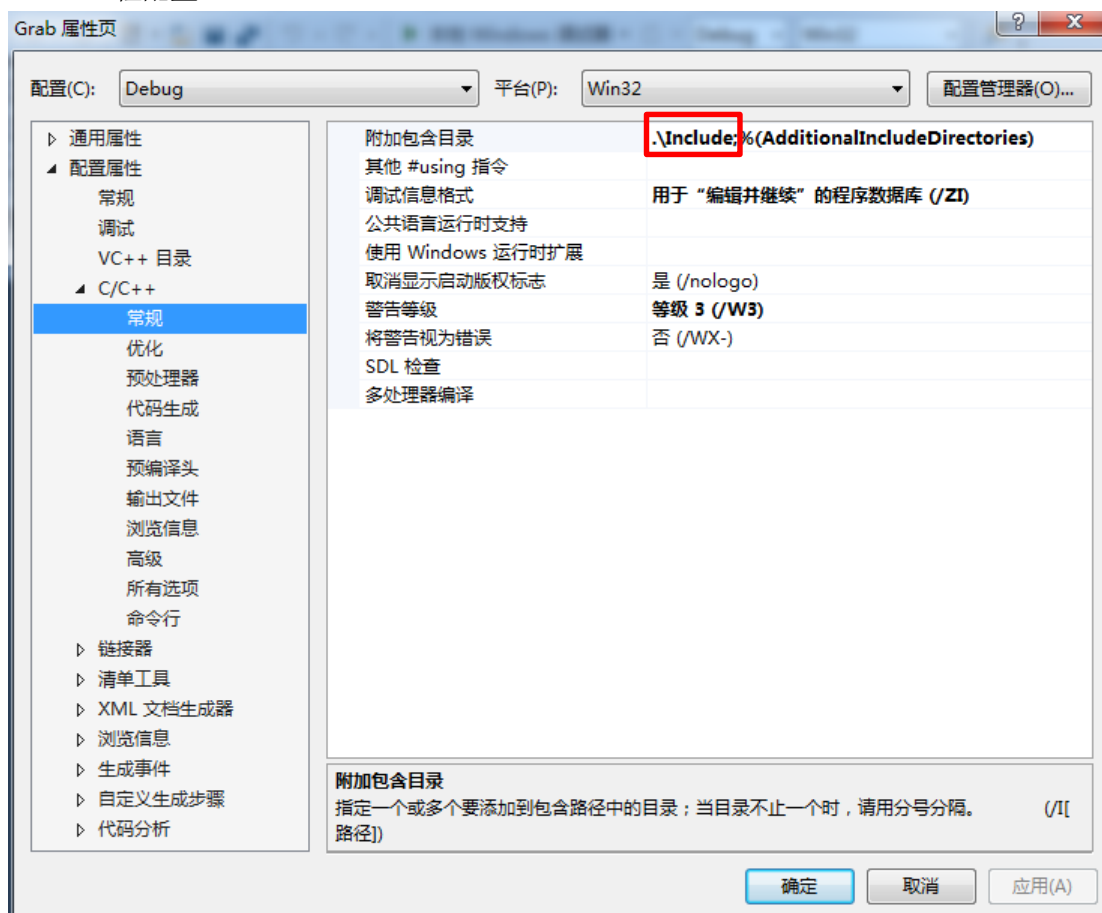 Grab 属性页
配置(C): Debug 平台(P): Win32 配置管理器(O)...
通用属性
配置属性
常规
调试
VC++ 目录
C/C++
常规
优化
预处理器
代码生成
语言
预编译头
输出文件
浏览信息
高级
所有选项
命令行
链接器
清单工具
XML 文档生成器
浏览信息
生成事件
自定义生成步骤
代码分析
附加包含目录 .\Include;%(AdditionalIncludeDirectories)
其他 #using 指令
调试信息格式 用于“编辑并继续”的程序数据库 (/ZI)
公共语言运行时支持
使用 Windows 运行时扩展
取消显示启动版权标志 是 (/nologo)
警告等级 等级 3 (/W3)
将警告视为错误 否 (/WX-)
SDL 检查
多处理器编译
附加包含目录
指定一个或多个要添加到包含路径中的目录；当目录不止一个时，请用分号分隔。 (/I[
路径])
确定 取消 应用(A)